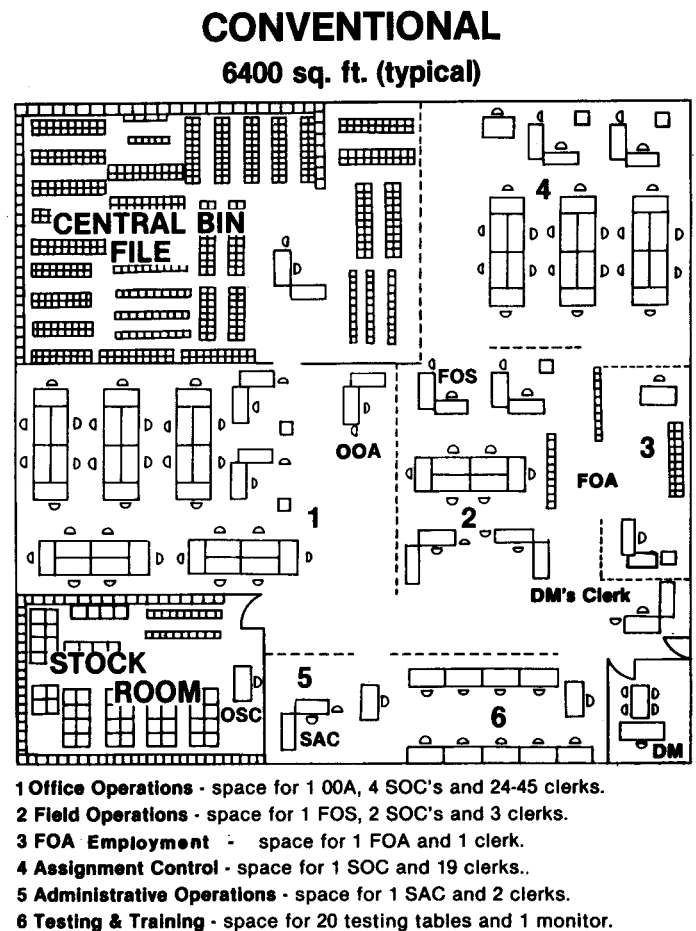 CONVENTIONAL
6400 sq. ft. (typical)
4
CENTRAL BIN
FILE
FOS
OOA
3
FOA
1
2
DM's Clerk
STOCK
ROOM
OSC
5
SAC
6
DM
1 Office Operations - space for 1 00A, 4 SOC's and 24-45 clerks.
2 Field Operations - space for 1 FOS, 2 SOC's and 3 clerks.
3 FOA Employment - space for 1 FOA and 1 clerk.
4 Assignment Control - space for 1 SOC and 19 clerks..
5 Administrative Operations - space for 1 SAC and 2 clerks.
6 Testing & Training - space for 20 testing tables and 1 monitor.